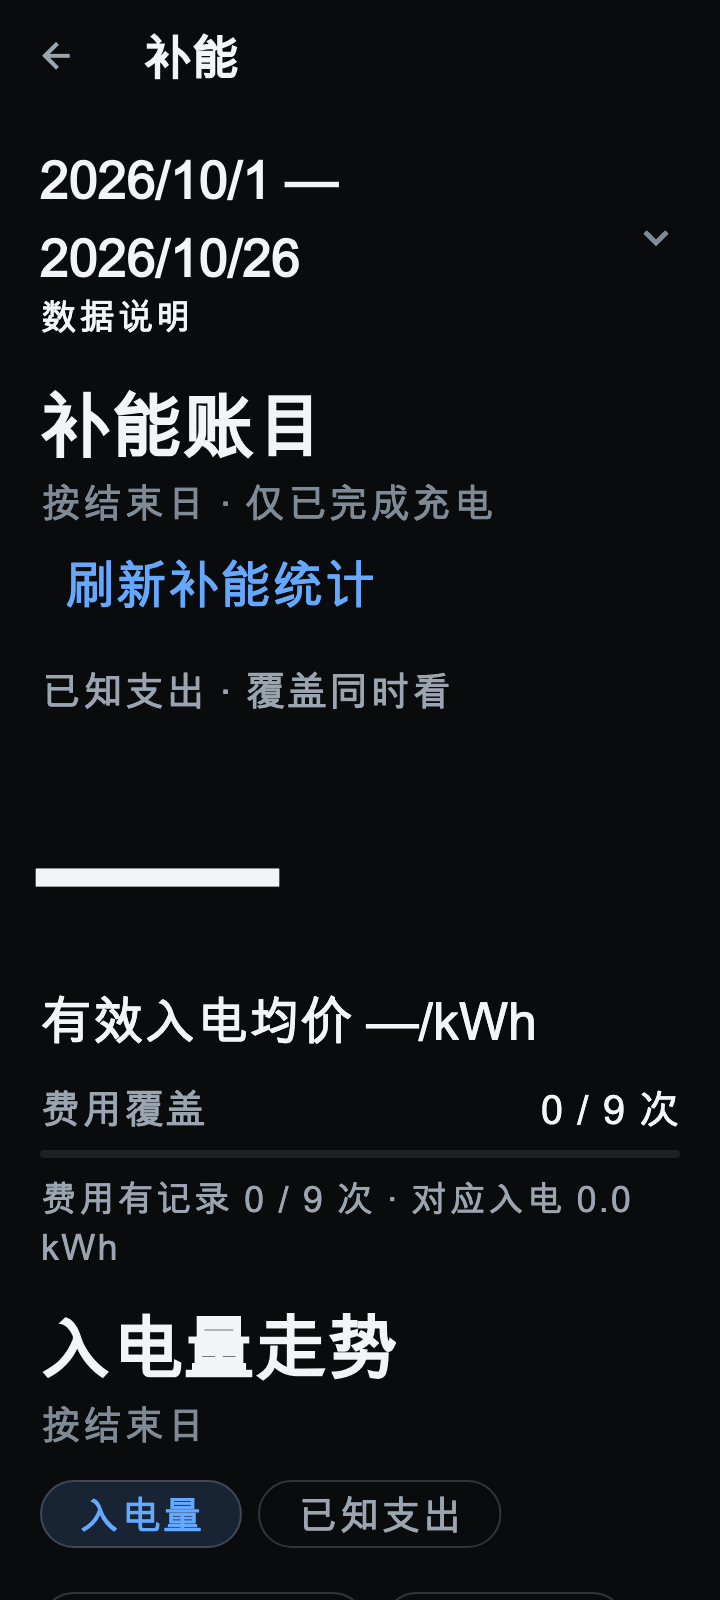 补能
2026/10/1 —
2026/10/26
数据说明
补能账目
按结束日 · 仅已完成充电
刷新补能统计
已知支出 · 覆盖同时看
—
有效入电均价 —/kWh
费用覆盖
0 / 9 次
费用有记录 0 / 9 次 · 对应入电 0.0
kWh
入电量走势
按结束日
入电量
已知支出